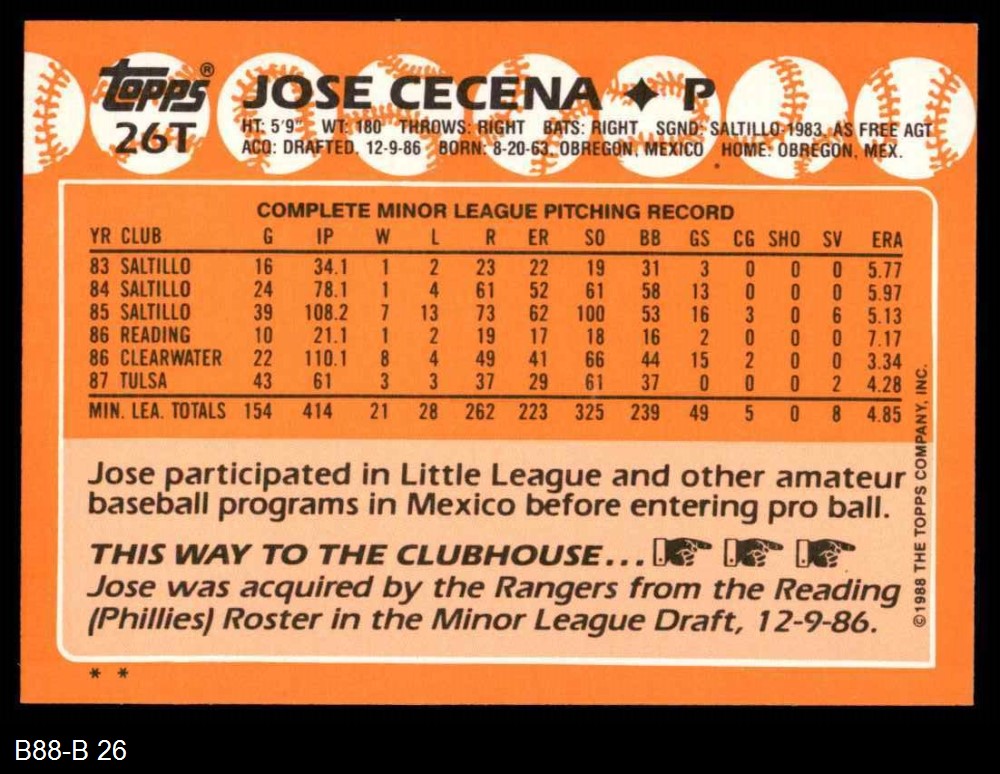 topps®
26T
JOSE CECENA ♦ P
HT: 5'9" WT: 180 THROWS: RIGHT BATS: RIGHT SGND: SALTILLO-1983, AS FREE AGT
ACQ: DRAFTED, 12-9-86 BORN: 8-20-63, OBREGON, MEXICO HOME: OBREGON, MEX.
COMPLETE MINOR LEAGUE PITCHING RECORD
YR CLUB G IP W L R ER SO BB GS CG SHO SV ERA
83 SALTILLO 16 34.1 1 2 23 22 19 31 3 0 0 0 5.77
84 SALTILLO 24 78.1 1 4 61 52 61 58 13 0 0 0 5.97
85 SALTILLO 39 108.2 7 13 73 62 100 53 16 3 0 6 5.13
86 READING 10 21.1 1 2 19 17 18 16 2 0 0 0 7.17
86 CLEARWATER 22 110.1 8 4 49 41 66 44 15 2 0 0 3.34
87 TULSA 43 61 3 3 37 29 61 37 0 0 0 2 4.28
MIN. LEA. TOTALS 154 414 21 28 262 223 325 239 49 5 0 8 4.85
Jose participated in Little League and other amateur
baseball programs in Mexico before entering pro ball.
THIS WAY TO THE CLUBHOUSE...
Jose was acquired by the Rangers from the Reading
(Phillies) Roster in the Minor League Draft, 12-9-86.
©1988 THE TOPPS COMPANY, INC.
* *
B88-B 26